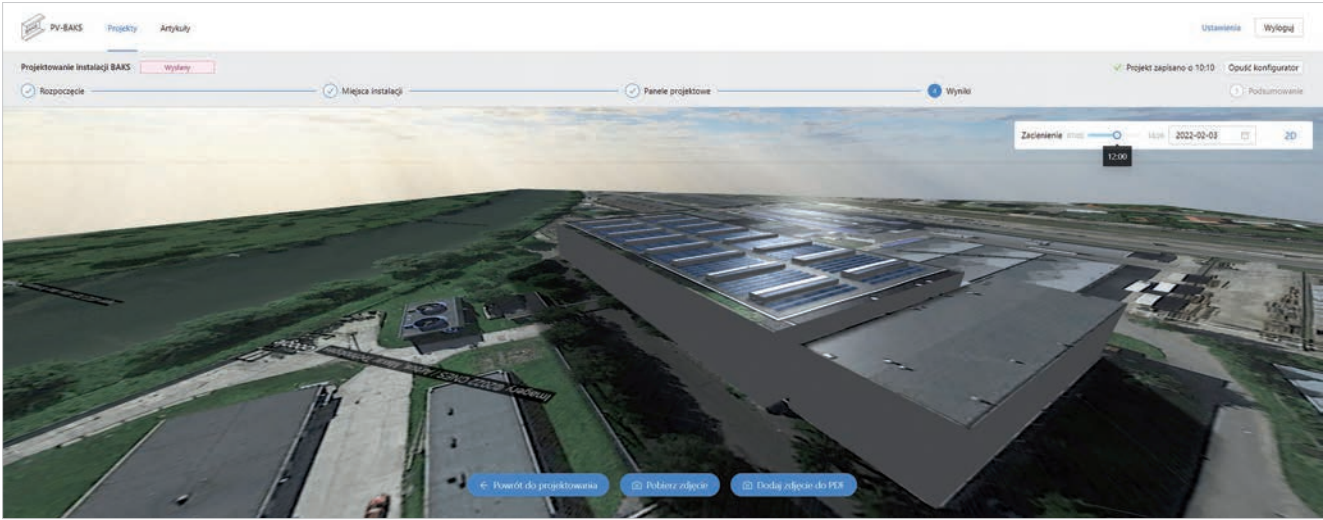 PV-BAKS Projekty Artykuły Ustawienia Wyloguj
Projektowanie instalacji BAKS Wysłany Projekt zapisano o 10:10 Opuść konfigurator
Rozpoczęcie Miejsca instalacji Panele projektowe 4 Wyniki 5 Podsumowanie
Zacienienie 2022-02-03 2D
12:00
← Powrót do projektowania Pobierz zdjęcie Dodaj zdjęcie do PDF